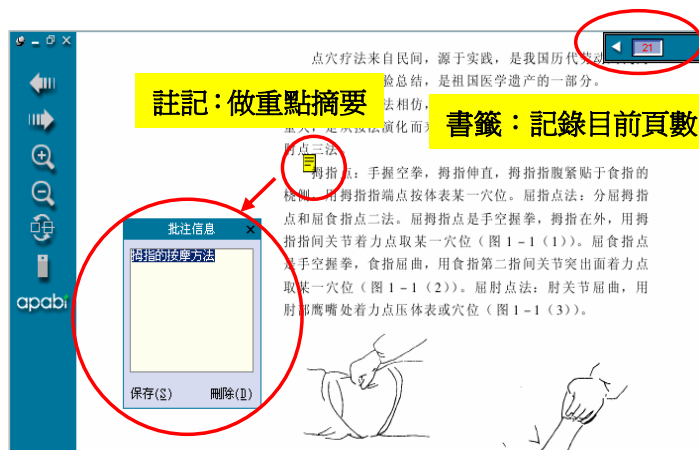 点穴疗法来自民间，源于实践，是我国历代劳动
21
验总结，是祖国医学遗产的一部分。
註記：做重點摘要
法相仿，
書籤：記錄目前頁數
重大，是从按法演化而来
肘点三法。
拇指点：手握空拳，拇指伸直，拇指指腹紧贴于食指的
桡侧，用拇指指端点按体表某一穴位。屈指点法：分屈拇指
点和屈食指点二法。屈拇指点是手空握拳，拇指在外，用拇
指指间关节着力点取某一穴位（图1-1（1））。屈食指点
是手空握拳，食指屈曲，用食指第二指间关节突出面着力点
取某一穴位（图1-1（2））。屈肘点法：肘关节屈曲，用
肘部鹰嘴处着力点压体表或穴位（图1-1（3））。
批注信息 ×
拇指的按摩方法
保存(S) 刪除(D)
apabi